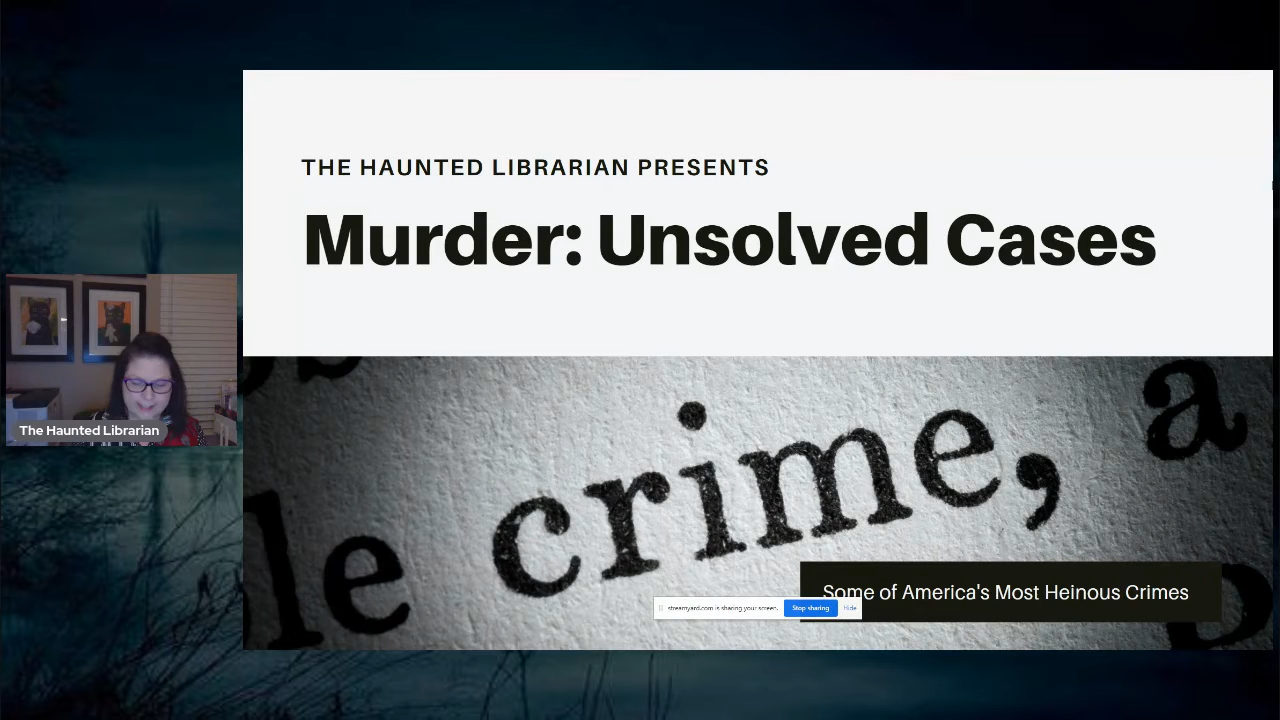 THE HAUNTED LIBRARIAN PRESENTS
Murder: Unsolved Cases
The Haunted Librarian
le crime, a
Some of America's Most Heinous Crimes
streamyard.com is sharing your screen. Stop sharing Hide